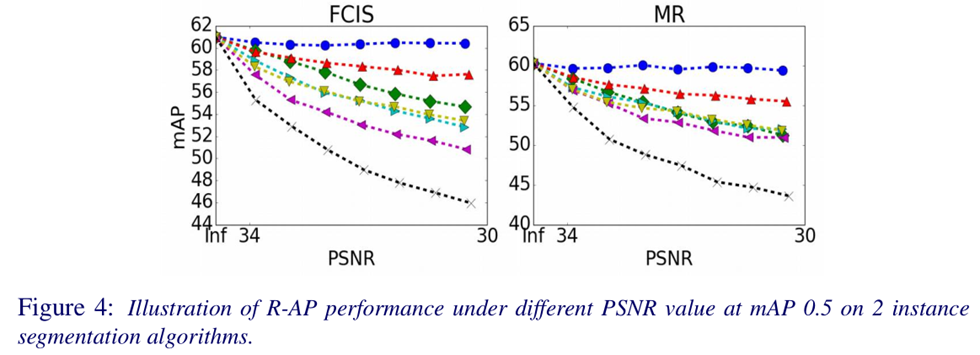 FCIS
MR
62
60
58
56
54
52
50
48
46
44
mAP
Inf 34
30
PSNR
65
60
55
50
45
40
Inf 34
30
PSNR
Figure 4: Illustration of R-AP performance under different PSNR value at mAP 0.5 on 2 instance
segmentation algorithms.